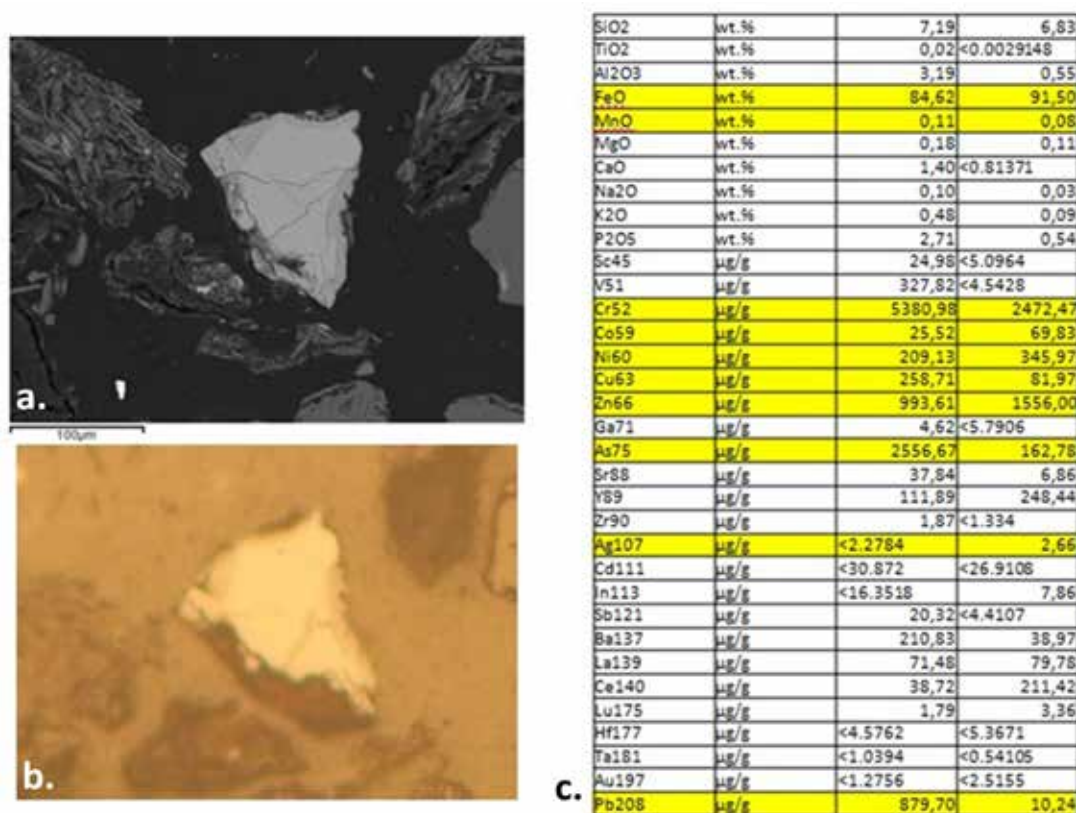 a.
100µm
b.
c.
SiO2 wt.% 7,19 6,83
TiO2 wt.% 0,02 <0.0029148
Al2O3 wt.% 3,19 0,55
FeO wt.% 84,62 91,50
MnO wt.% 0,11 0,08
MgO wt.% 0,18 0,11
CaO wt.% 1,40 <0.81371
Na2O wt.% 0,10 0,03
K2O wt.% 0,48 0,09
P2O5 wt.% 2,71 0,54
Sc45 µg/g 24,98 <5.0964
V51 µg/g 327,82 <4.5428
Cr52 µg/g 5380,98 2472,47
Co59 µg/g 25,52 69,83
Ni60 µg/g 209,13 345,97
Cu63 µg/g 258,71 81,97
Zn66 µg/g 993,61 1556,00
Ga71 µg/g 4,62 <5.7906
As75 µg/g 2556,67 162,78
Sr88 µg/g 37,84 6,86
Y89 µg/g 111,89 248,44
Zr90 µg/g 1,87 <1.334
Ag107 µg/g <2.2784 2,66
Cd111 µg/g <30.872 <26.9108
In113 µg/g <16.3518 7,86
Sb121 µg/g 20,32 <4.4107
Ba137 µg/g 210,83 38,97
La139 µg/g 71,48 79,78
Ce140 µg/g 38,72 211,42
Lu175 µg/g 1,79 3,36
Hf177 µg/g <4.5762 <5.3671
Ta181 µg/g <1.0394 <0.54105
Au197 µg/g <1.2756 <2.5155
Pb208 µg/g 879,70 10,24